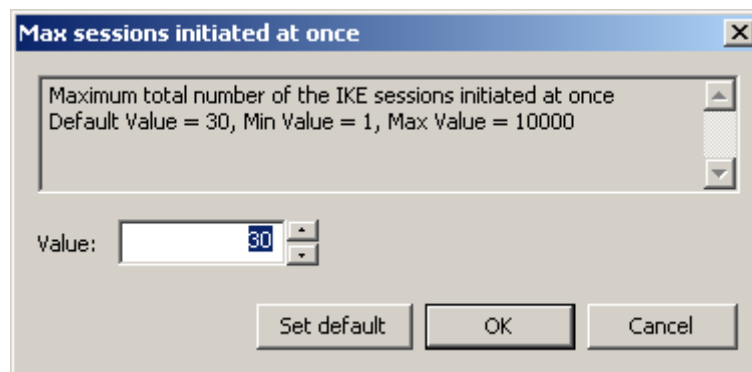 Max sessions initiated at once
Maximum total number of the IKE sessions initiated at once
Default Value = 30, Min Value = 1, Max Value = 10000
Value: 30
Set default OK Cancel